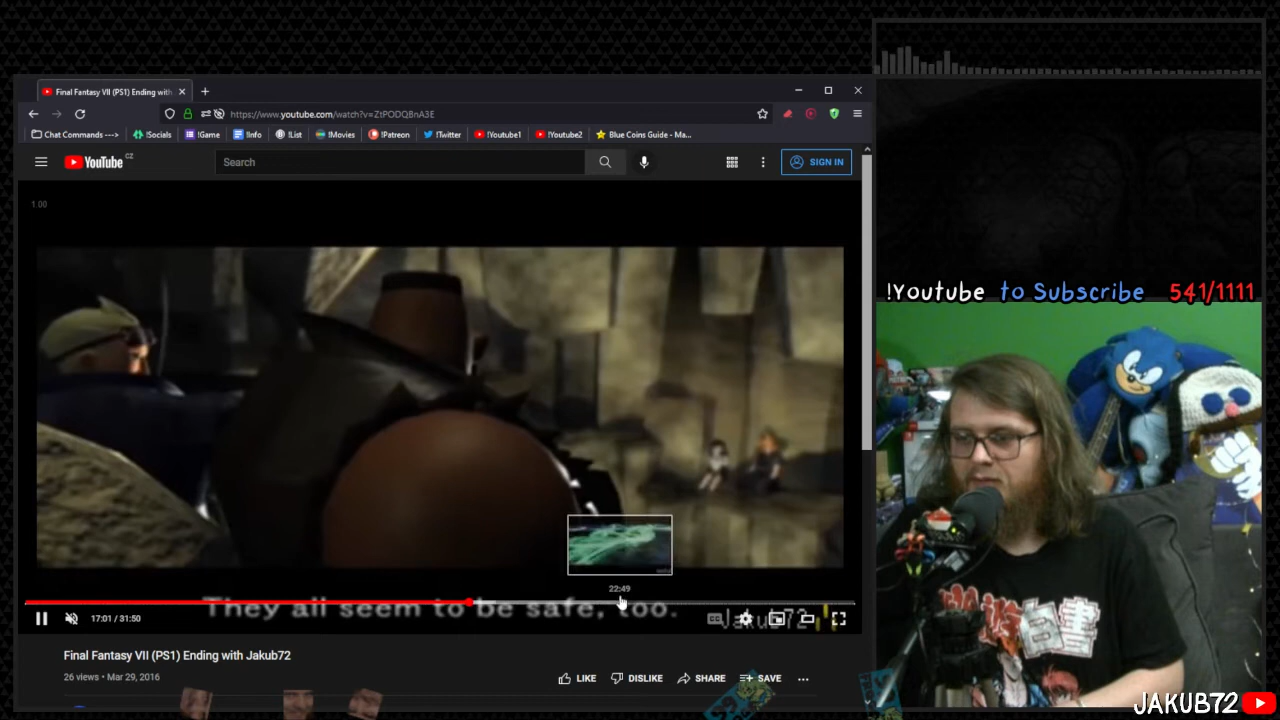 Final Fantasy VII (PS1) Ending with
https://www.youtube.com/watch?v=ZtPODQBnA3E
Chat Commands ---> !Socials !Game !Info !List !Movies !Patreon !Twitter !Youtube1 !Youtube2 Blue Coins Guide - Ma...
YouTube CZ
Search
SIGN IN
1:00
22:49
They all seem to be safe, too.
17:01 / 31:50
Jakub72
Final Fantasy VII (PS1) Ending with Jakub72
26 views • Mar 29, 2016
LIKE DISLIKE SHARE SAVE
!Youtube to Subscribe 541/1111
JAKUB72